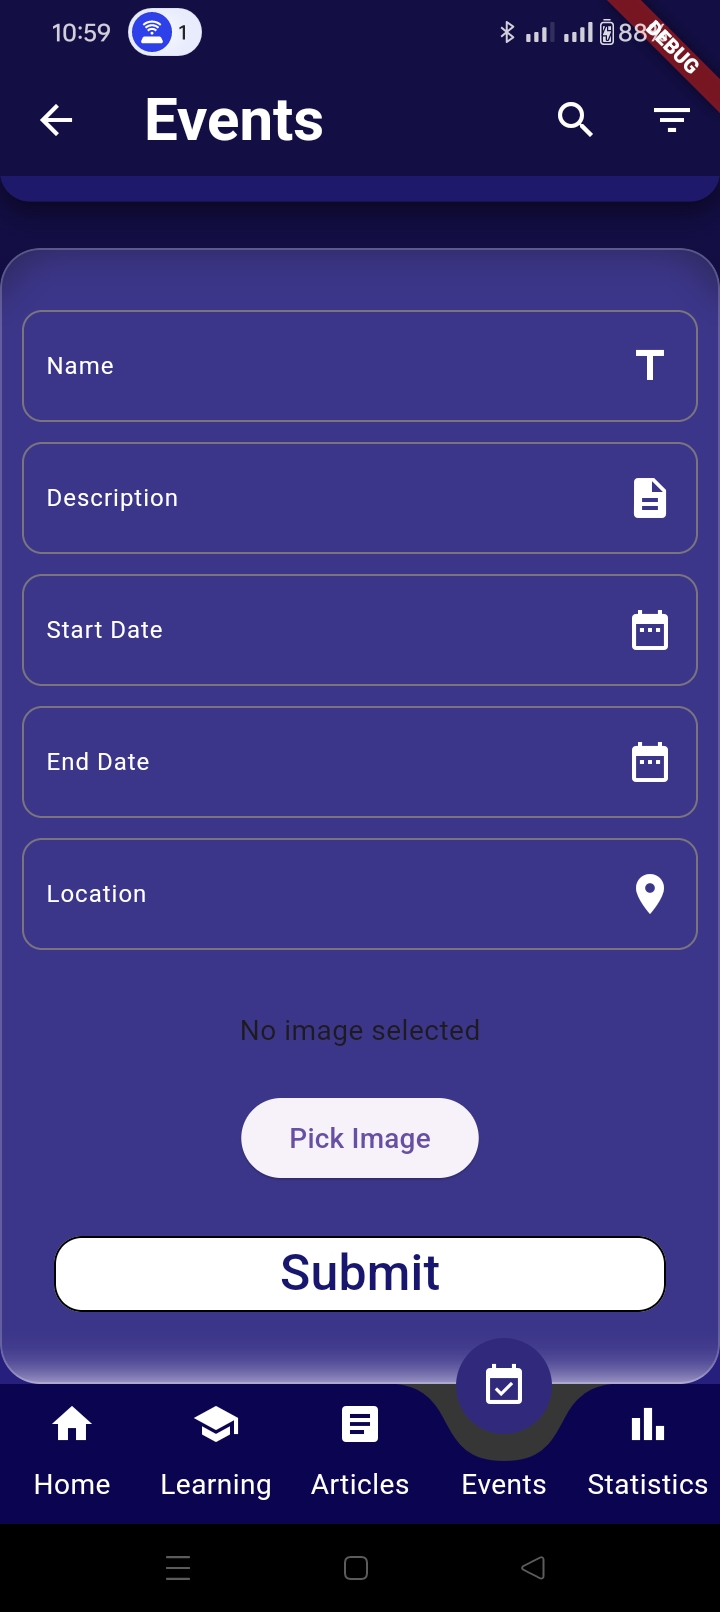 10:59
1
88
DEBUG
Events
Name
Description
Start Date
End Date
Location
No image selected
Pick Image
Submit
Home
Learning
Articles
Events
Statistics